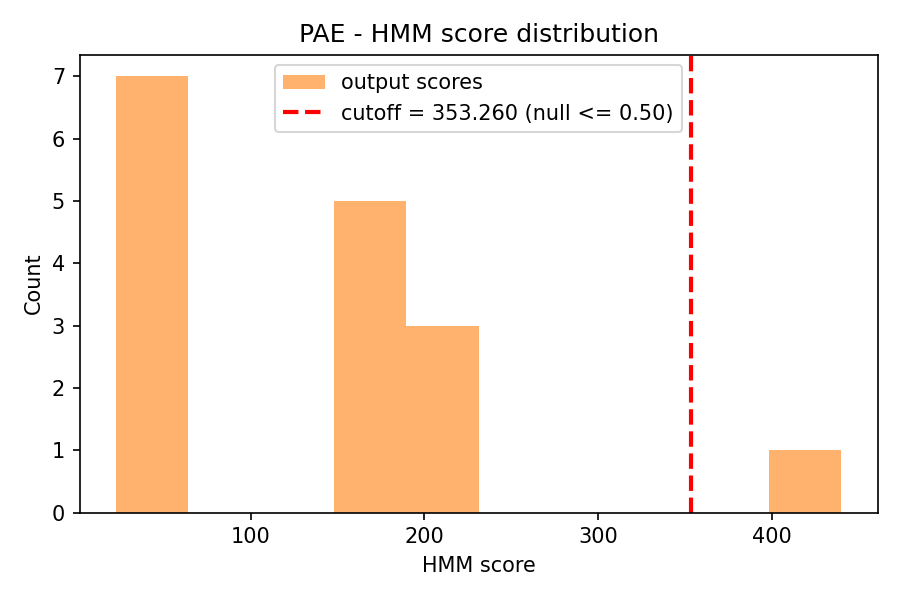 PAE - HMM score distribution
output scores
cutoff = 353.260 (null <= 0.50)
7
6
5
4
3
2
1
0
Count
100
200
300
400
HMM score